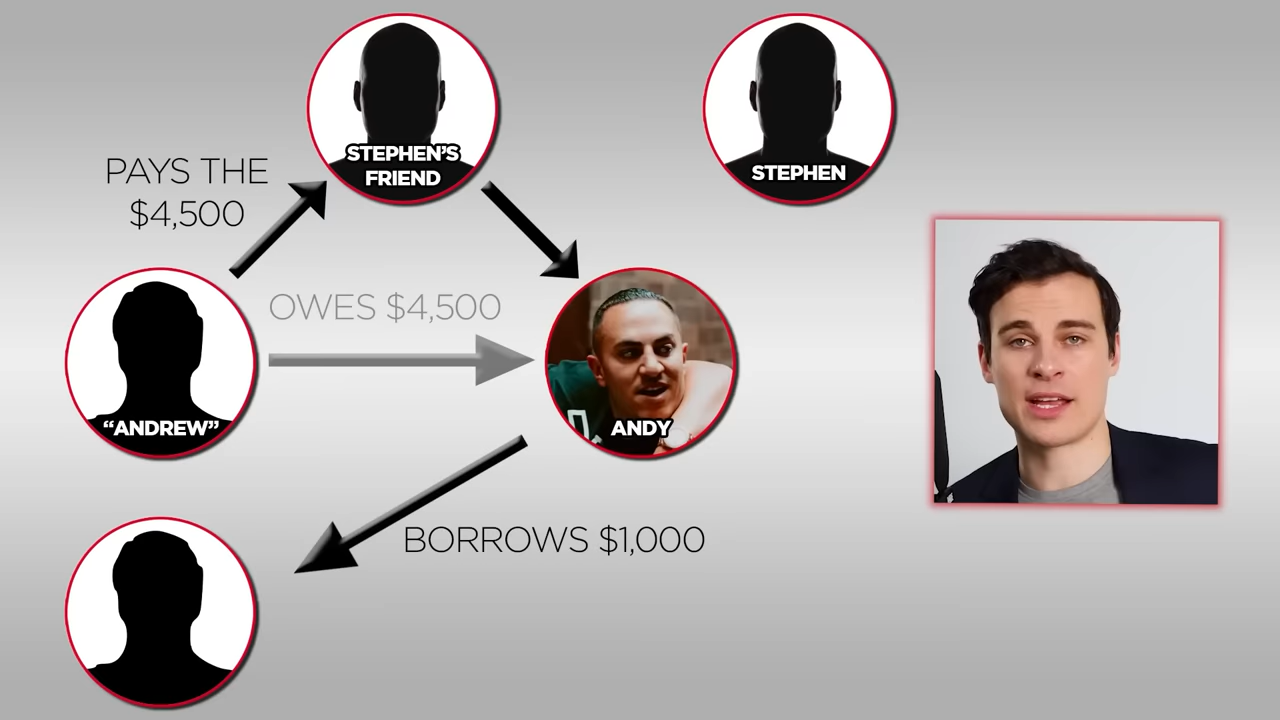 STEPHEN'S
FRIEND
STEPHEN
PAYS THE
$4,500
OWES $4,500
"ANDREW"
ANDY
BORROWS $1,000